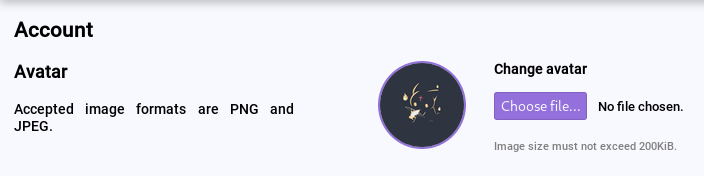 Account
Avatar
Accepted image formats are PNG and
JPEG.
Change avatar
Choose file... No file chosen.
Image size must not exceed 200KiB.